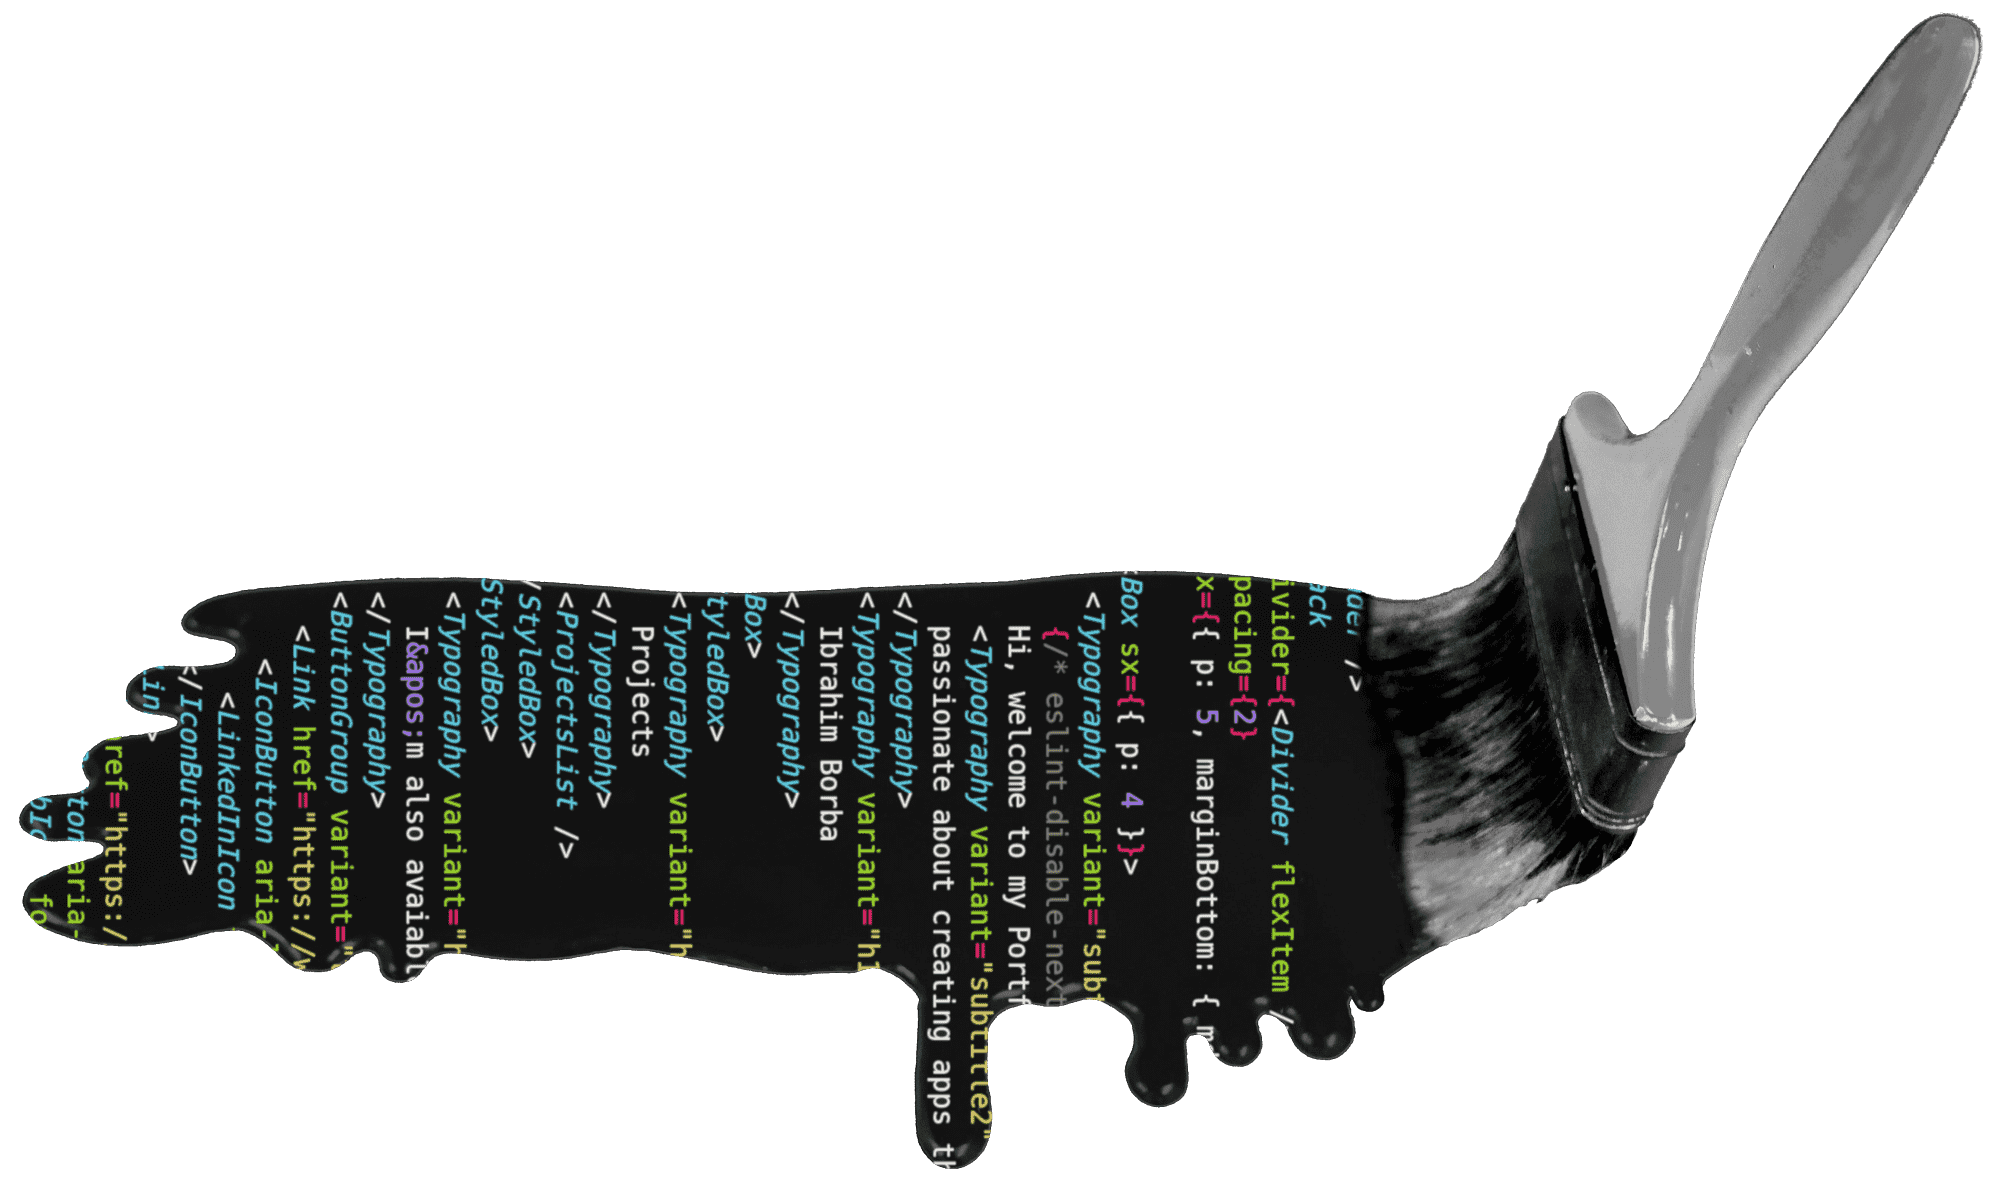 der />
ack
ivider={<Divider flexItem /
pacing={2}
x={{ p: 5, marginBottom: { m
Box sx={{ p: 4 }}>
<Typography variant="subt
{/* eslint-disable-next
Hi, welcome to my Portf
<Typography variant="subtitle2"
passionate about creating apps th
</Typography>
<Typography variant="h1
Ibrahim Borba
</Typography>
Box>
tyledBox>
<Typography variant="h
Projects
</Typography>
<ProjectsList />
/StyledBox>
StyledBox>
<Typography variant="h
I&apos;m also avaiabl
</Typography>
<ButtonGroup variant="
<Link href="https://w
<IconButton aria-
<LinkedInIcon
</IconButton>
in>
ref="https:/
ton aria-
bIc fo